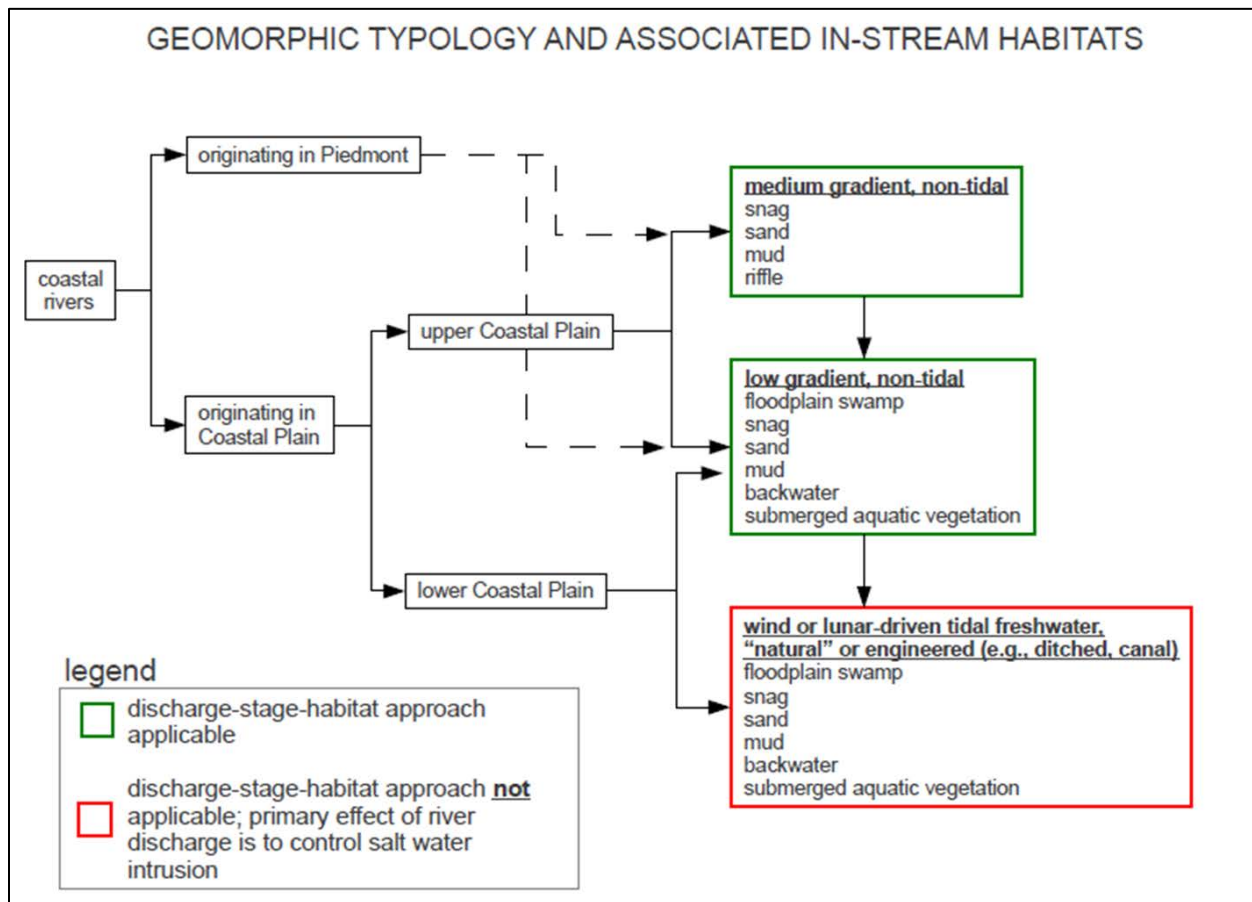 GEOMORPHIC TYPOLOGY AND ASSOCIATED IN-STREAM HABITATS
originating in Piedmont
coastal
rivers
originating in
Coastal Plain
upper Coastal Plain
lower Coastal Plain
medium gradient, non-tidal
snag
sand
mud
riffle
low gradient, non-tidal
floodplain swamp
snag
sand
mud
backwater
submerged aquatic vegetation
wind or lunar-driven tidal freshwater,
“natural” or engineered (e.g., ditched, canal)
floodplain swamp
snag
sand
mud
backwater
submerged aquatic vegetation
legend
discharge-stage-habitat approach
applicable
discharge-stage-habitat approach not
applicable; primary effect of river
discharge is to control salt water
intrusion